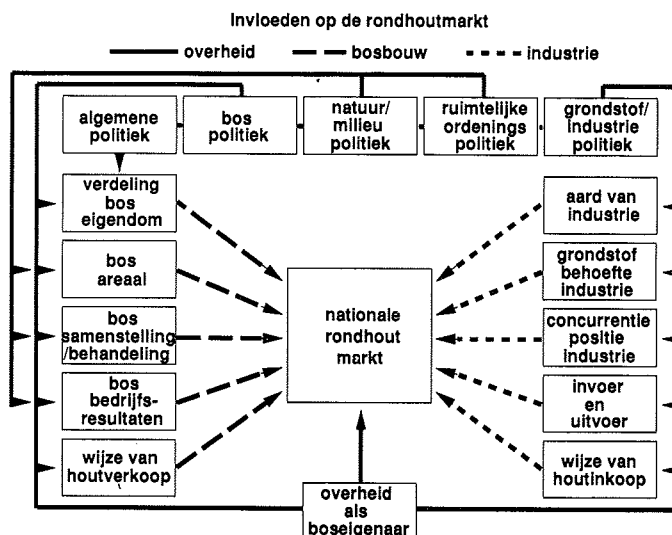 Invloeden op de rondhoutmarkt
overheid bosbouw industrie
algemene
politiek
bos
politiek
natuur/
milieu
politiek
ruimtelijke
ordenings
politiek
grondstof/
industrie
politiek
verdeling
bos
eigendom
bos
areaal
bos
samenstelling
/behandeling
bos
bedrijfs-
resultaten
wijze van
houtverkoop
nationale
rondhout
markt
aard van
industrie
grondstof
behoefte
industrie
concurrentie
positie
industrie
invoer
en
uitvoer
wijze van
houtinkoop
overheid
als
boseigenaar